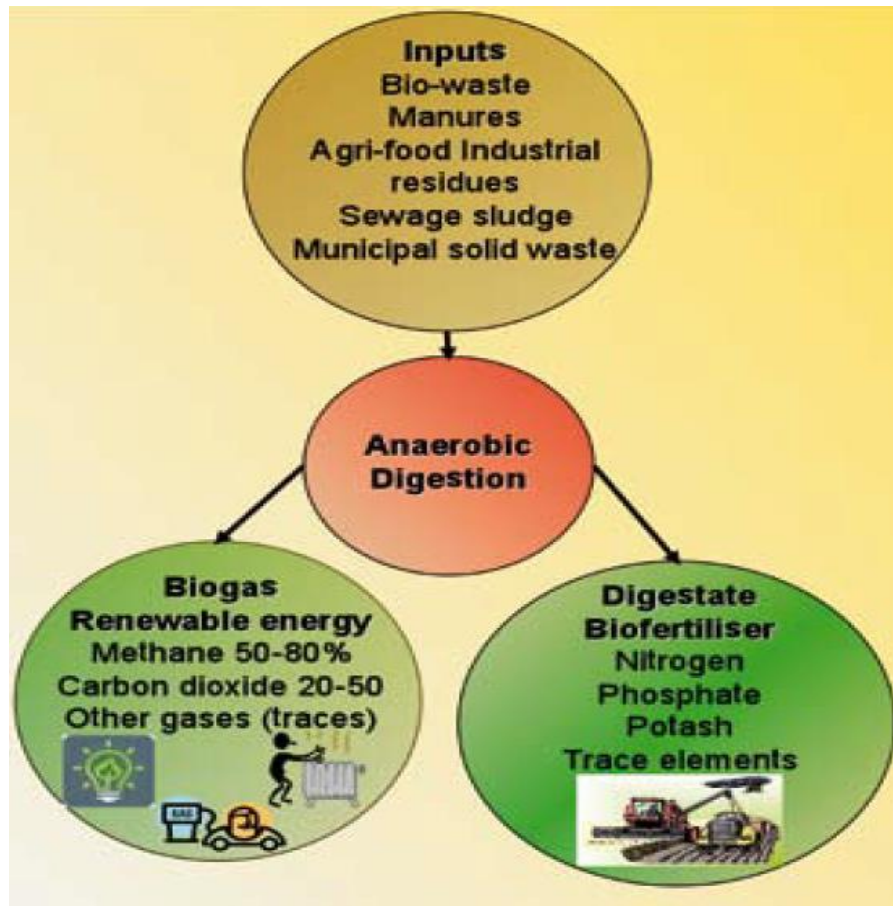 Inputs
Bio-waste
Manures
Agri-food Industrial
residues
Sewage sludge
Municipal solid waste
Anaerobic
Digestion
Biogas
Renewable energy
Methane 50-80%
Carbon dioxide 20-50
Other gases (traces)
GAS
Digestate
Biofertiliser
Nitrogen
Phosphate
Potash
Trace elements